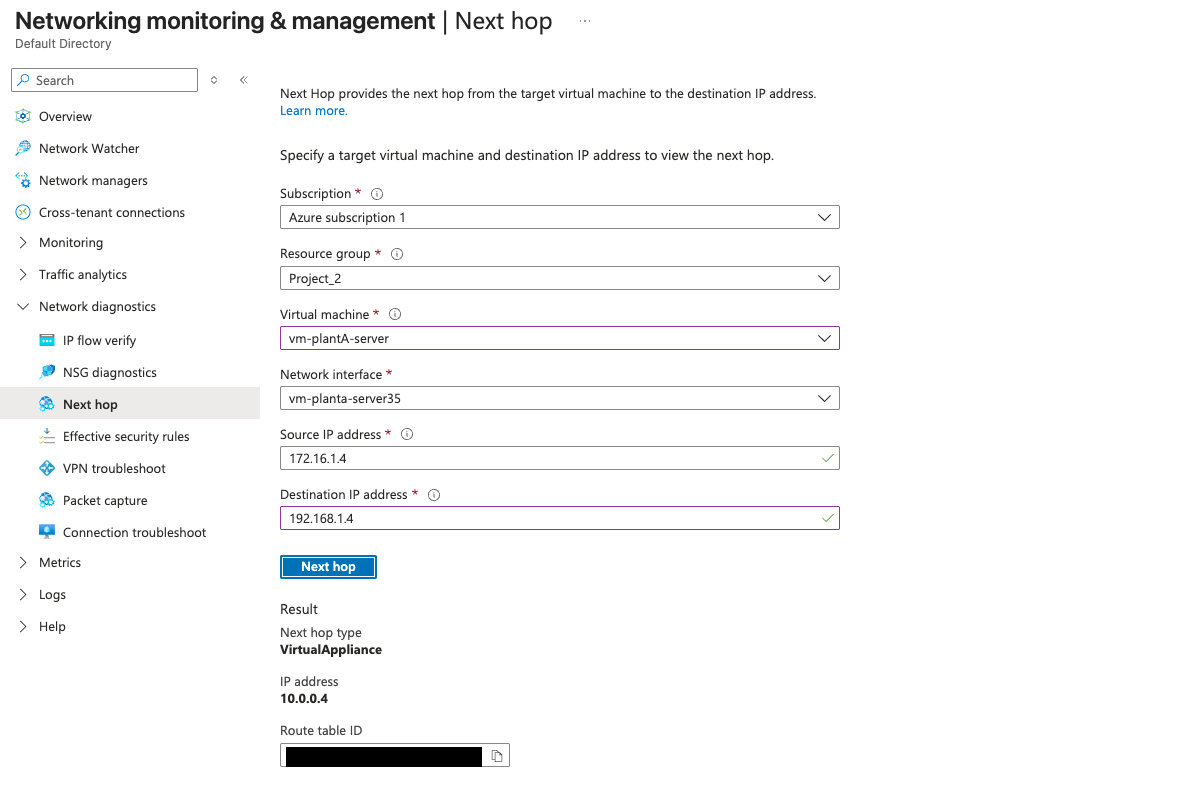 Networking monitoring & management | Next hop ...
Default Directory
Search
Overview
Network Watcher
Network managers
Cross-tenant connections
Monitoring
Traffic analytics
Network diagnostics
IP flow verify
NSG diagnostics
Next hop
Effective security rules
VPN troubleshoot
Packet capture
Connection troubleshoot
Metrics
Logs
Help
Next Hop provides the next hop from the target virtual machine to the destination IP address.
Learn more.
Specify a target virtual machine and destination IP address to view the next hop.
Subscription *
Azure subscription 1
Resource group *
Project_2
Virtual machine *
vm-plantA-server
Network interface *
vm-planta-server35
Source IP address *
172.16.1.4
Destination IP address *
192.168.1.4
Next hop
Result
Next hop type
VirtualAppliance
IP address
10.0.0.4
Route table ID